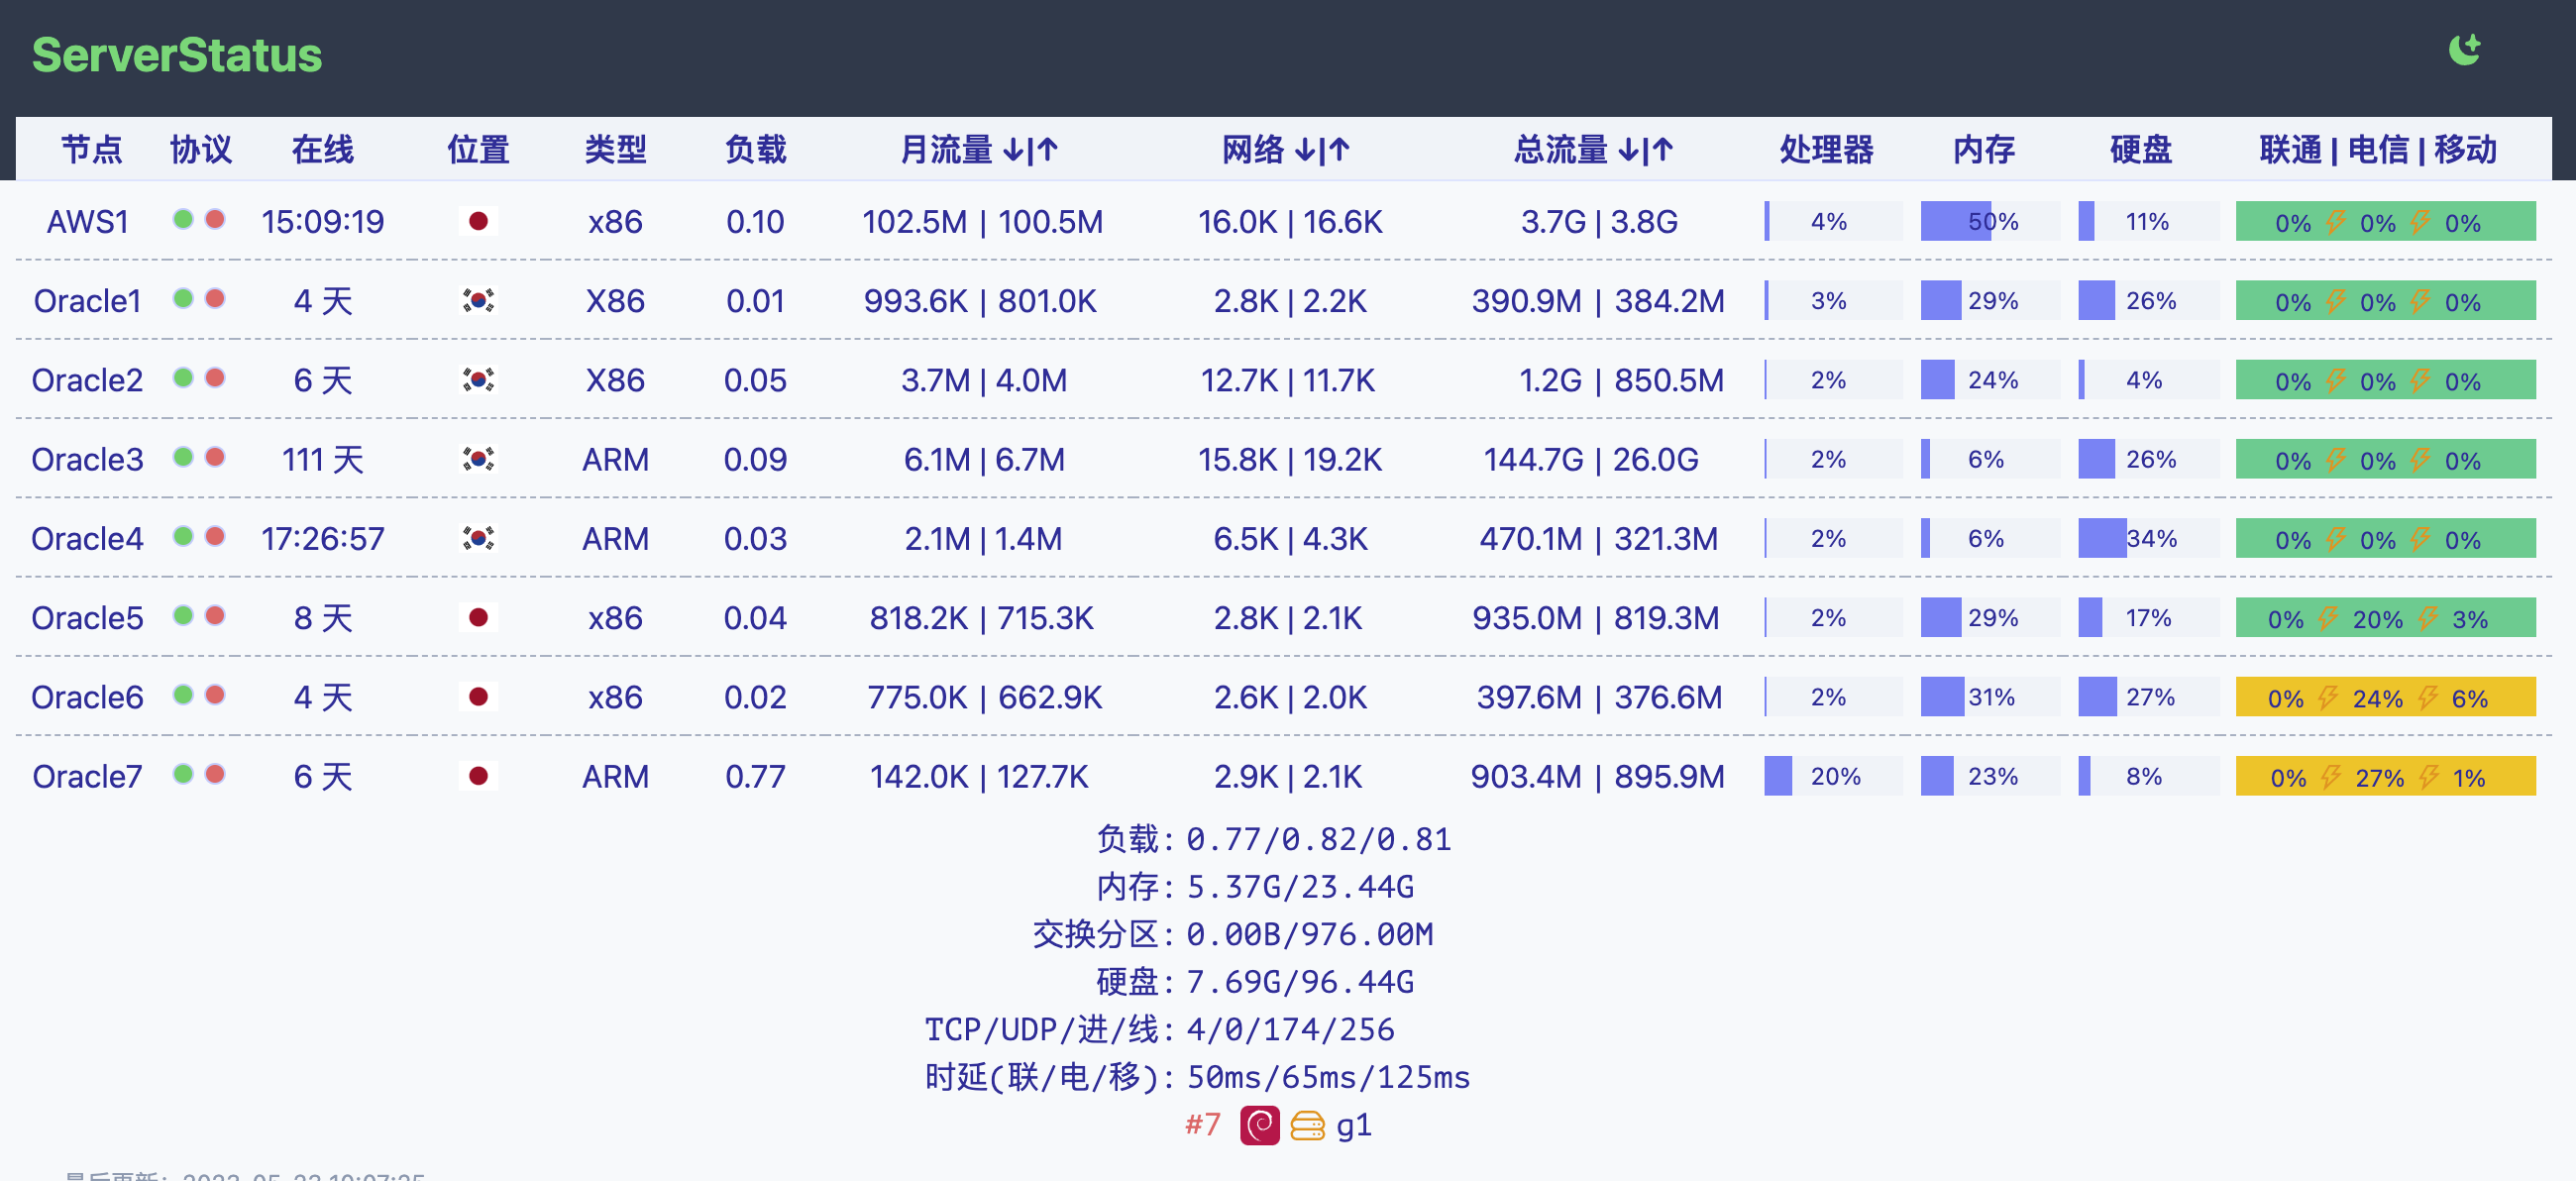 ServerStatus
节点 协议 在线 位置 类型 负载 月流量 ↓|↑ 网络 ↓|↑ 总流量 ↓|↑ 处理器 内存 硬盘 联通 | 电信 | 移动
AWS1 15:09:19 x86 0.10 102.5M | 100.5M 16.0K | 16.6K 3.7G | 3.8G 4% 50% 11% 0% 0% 0%
Oracle1 4 天 X86 0.01 993.6K | 801.0K 2.8K | 2.2K 390.9M | 384.2M 3% 29% 26% 0% 0% 0%
Oracle2 6 天 X86 0.05 3.7M | 4.0M 12.7K | 11.7K 1.2G | 850.5M 2% 24% 4% 0% 0% 0%
Oracle3 111 天 ARM 0.09 6.1M | 6.7M 15.8K | 19.2K 144.7G | 26.0G 2% 6% 26% 0% 0% 0%
Oracle4 17:26:57 ARM 0.03 2.1M | 1.4M 6.5K | 4.3K 470.1M | 321.3M 2% 6% 34% 0% 0% 0%
Oracle5 8 天 x86 0.04 818.2K | 715.3K 2.8K | 2.1K 935.0M | 819.3M 2% 29% 17% 0% 20% 3%
Oracle6 4 天 x86 0.02 775.0K | 662.9K 2.6K | 2.0K 397.6M | 376.6M 2% 31% 27% 0% 24% 6%
Oracle7 6 天 ARM 0.77 142.0K | 127.7K 2.9K | 2.1K 903.4M | 895.9M 20% 23% 8% 0% 27% 1%
负载: 0.77/0.82/0.81
内存: 5.37G/23.44G
交换分区: 0.00B/976.00M
硬盘: 7.69G/96.44G
TCP/UDP/进/线: 4/0/174/256
时延(联/电/移): 50ms/65ms/125ms
#7 g1